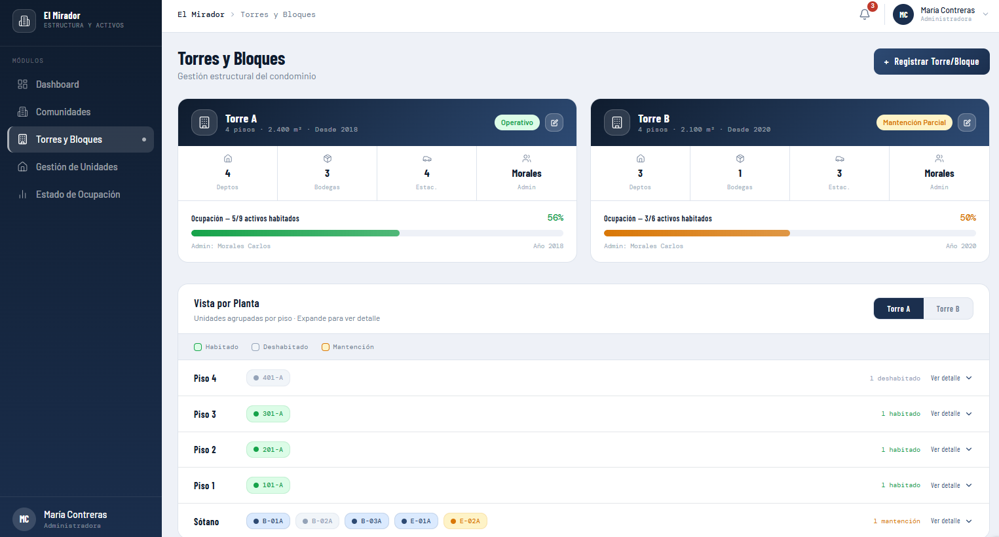 El Mirador
ESTRUCTURA Y ACTIVOS
MÓDULOS
Dashboard
Comunidades
Torres y Bloques
Gestión de Unidades
Estado de Ocupación
MC
María Contreras
Administradora
El Mirador > Torres y Bloques
3
MC
María Contreras
Administradora
Torres y Bloques
Gestión estructural del condominio
+ Registrar Torre/Bloque
Torre A
4 pisos · 2.400 m² · Desde 2018
Operativo
4
Deptos
3
Bodegas
4
Estac.
Morales
Admin
Ocupación — 5/9 activos habitados
56%
Admin: Morales Carlos
Año 2018
Torre B
4 pisos · 2.100 m² · Desde 2020
Mantención Parcial
3
Deptos
1
Bodegas
3
Estac.
Morales
Admin
Ocupación — 3/6 activos habitados
50%
Admin: Morales Carlos
Año 2020
Vista por Planta
Unidades agrupadas por piso · Expande para ver detalle
Torre A
Torre B
Habitado
Deshabitado
Mantención
Piso 4 401-A 1 deshabitado Ver detalle
Piso 3 301-A 1 habitado Ver detalle
Piso 2 201-A 1 habitado Ver detalle
Piso 1 101-A 1 habitado Ver detalle
Sótano B-01A B-02A B-03A E-01A E-02A 1 mantención Ver detalle